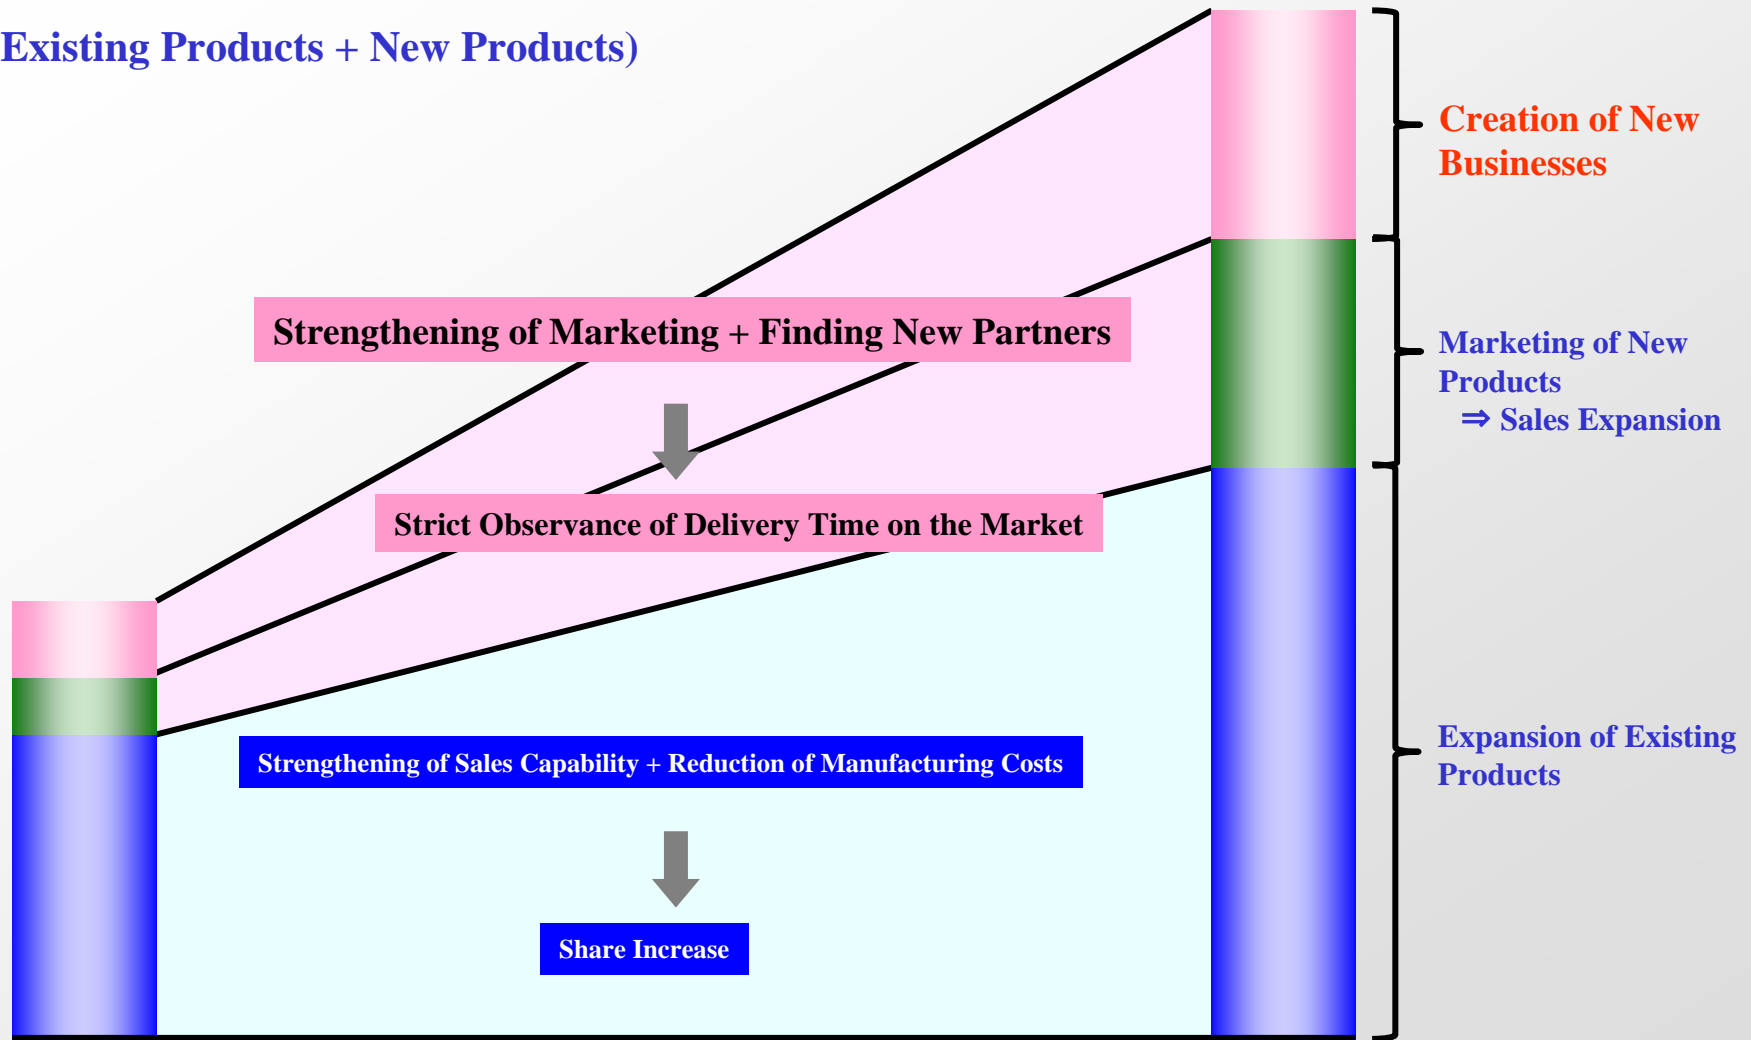 Existing Products + New Products)
Creation of New
Businesses
Strengthening of Marketing + Finding New Partners
Marketing of New
Products
⇒ Sales Expansion
Strict Observance of Delivery Time on the Market
Strengthening of Sales Capability + Reduction of Manufacturing Costs
Expansion of Existing
Products
Share Increase